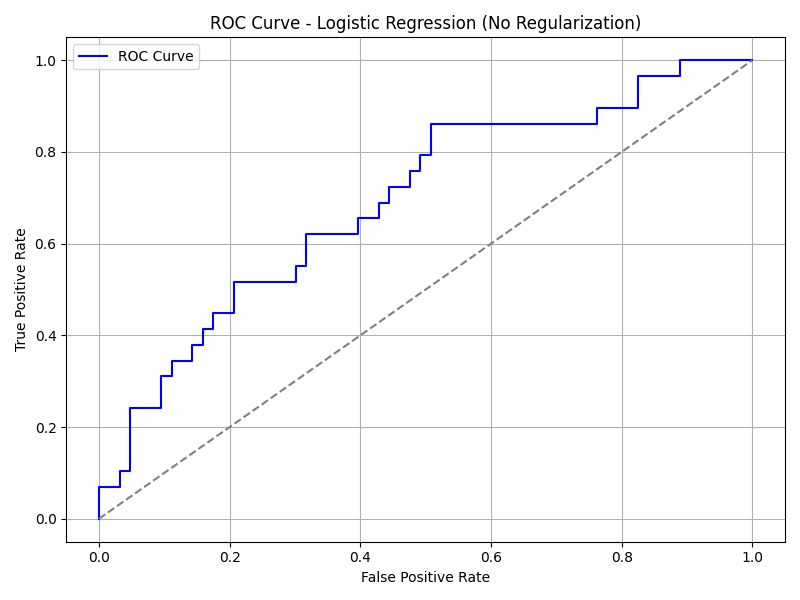 ROC Curve - Logistic Regression (No Regularization)
ROC Curve
1.0
0.8
0.6
0.4
0.2
0.0
True Positive Rate
0.0 0.2 0.4 0.6 0.8 1.0
False Positive Rate